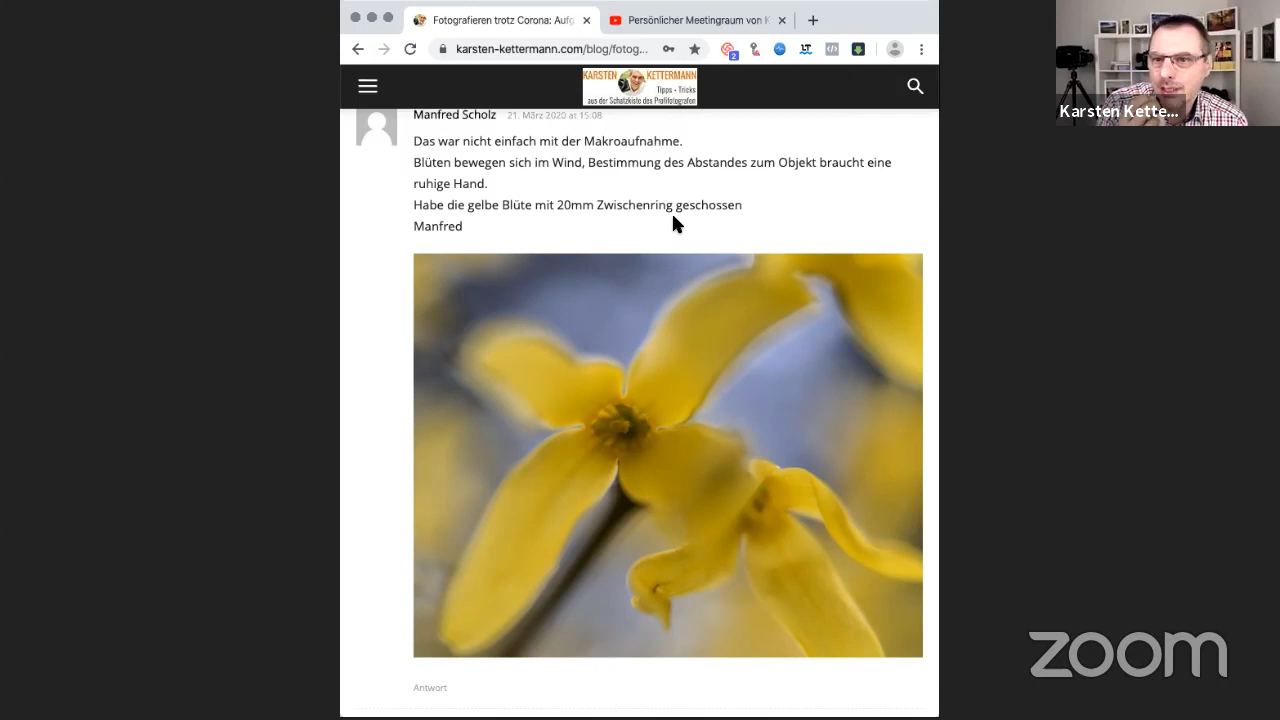 Fotografieren trotz Corona: Aufg
Persönlicher Meetingraum von K
karsten-kettermann.com/blog/fotog...
2
LT
KARSTEN KETTERMANN
Tipps • Tricks
aus der Schatzkiste des Profifotografen
Karsten Kette...
Manfred Scholz 21. März 2020 at 15:08
Das war nicht einfach mit der Makroaufnahme.
Blüten bewegen sich im Wind, Bestimmung des Abstandes zum Objekt braucht eine
ruhige Hand.
Habe die gelbe Blüte mit 20mm Zwischenring geschossen
Manfred
Antwort
zoom